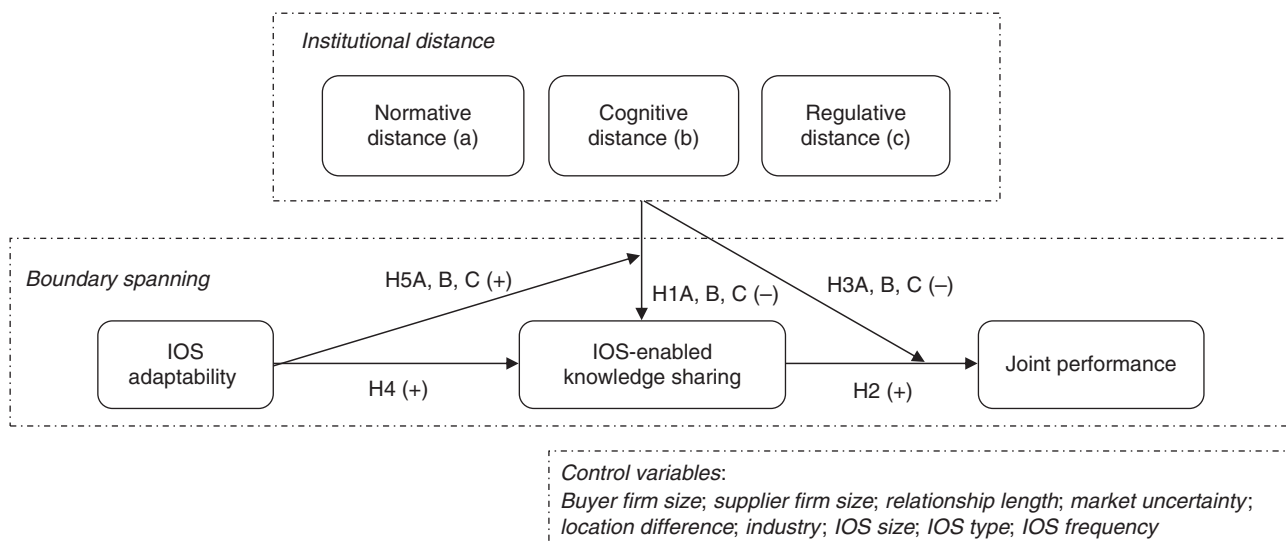 Institutional distance
Normative
distance (a)
Cognitive
distance (b)
Regulative
distance (c)
Boundary spanning
H5A, B, C (+)
H1A, B, C (–)
H3A, B, C (–)
IOS
adaptability
H4 (+)
IOS-enabled
knowledge sharing
H2 (+)
Joint performance
Control variables:
Buyer firm size; supplier firm size; relationship length; market uncertainty;
location difference; industry; IOS size; IOS type; IOS frequency